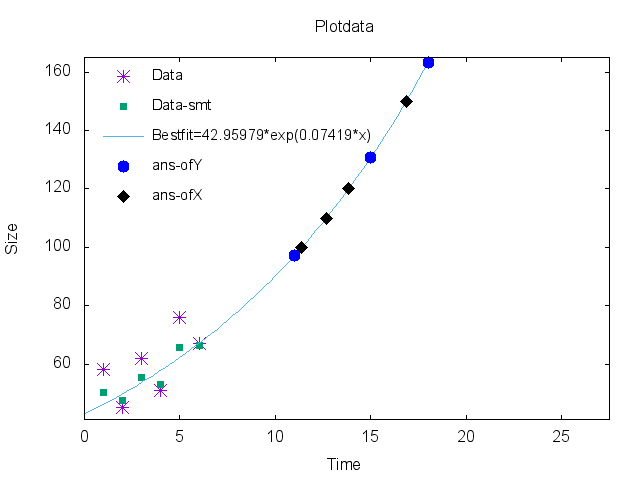 Plotdata
160
140
120
100
80
60
Size
Data
Data-smt
Bestfit=42.95979*exp(0.07419*x)
ans-ofY
ans-ofX
0 5 10 15 20 25
Time